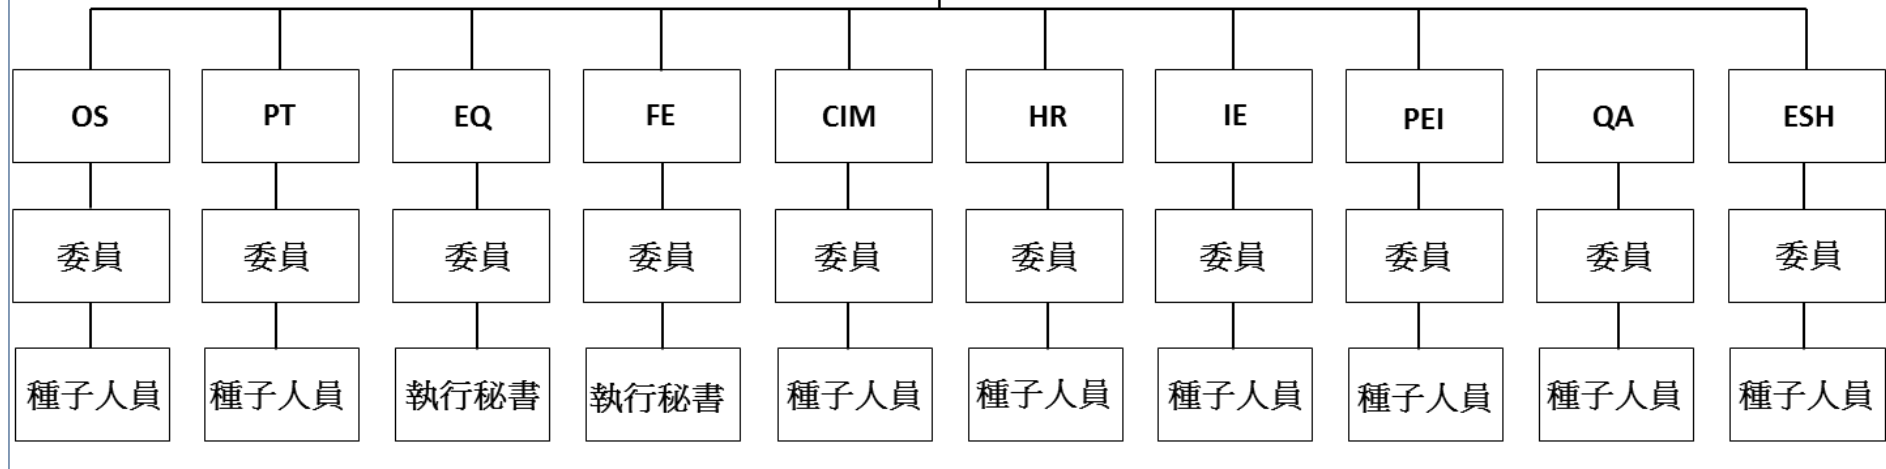 OS PT EQ FE CIM HR IE PEI QA ESH
委員 委員 委員 委員 委員 委員 委員 委員 委員 委員
種子人員 種子人員 執行秘書 執行秘書 種子人員 種子人員 種子人員 種子人員 種子人員 種子人員